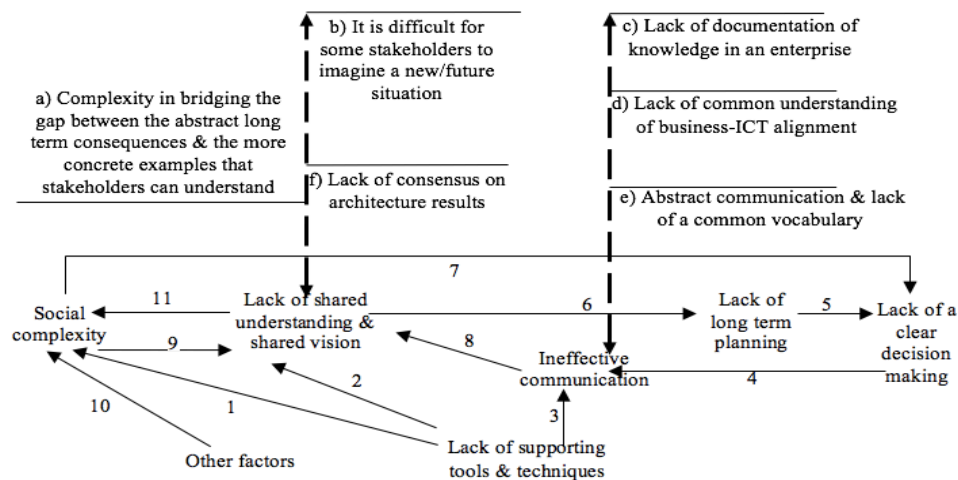 b) It is difficult for
some stakeholders to
imagine a new/future
situation
c) Lack of documentation of
knowledge in an enterprise
a) Complexity in bridging the
gap between the abstract long
term consequences & the more
concrete examples that
stakeholders can understand
d) Lack of common understanding
of business-ICT alignment
f) Lack of consensus on
architecture results
e) Abstract communication & lack
of a common vocabulary
7
Social
complexity
11
9
Lack of shared
understanding &
shared vision
6
Lack of
long term
planning
5
Lack of a
clear
decision
making
8
Ineffective
communication
4
10
1
2
3
Other factors
Lack of supporting
tools & techniques